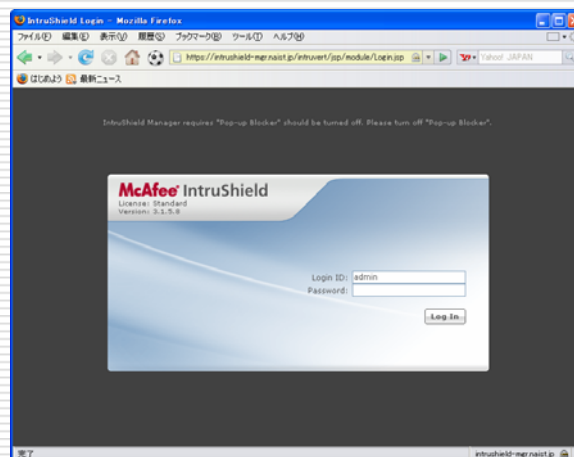 IntruShield Login - Mozilla Firefox
ファイル(F) 編集(E) 表示(V) 履歴(S) ブックマーク(B) ツール(T) ヘルプ(H)
https://intrushield-mgr.naist.jp/intruvert/jsp/module/Login.jsp
Yahoo! JAPAN
はじめよう 最新ニュース
IntruShield Manager requires "Pop-up Blocker" should be turned off. Please turn off "Pop-up Blocker".
McAfee IntruShield
License: Standard
Version: 3.1.5.8
Login ID: admin
Password:
Log In
完了 intrushield-mgr.naist.jp